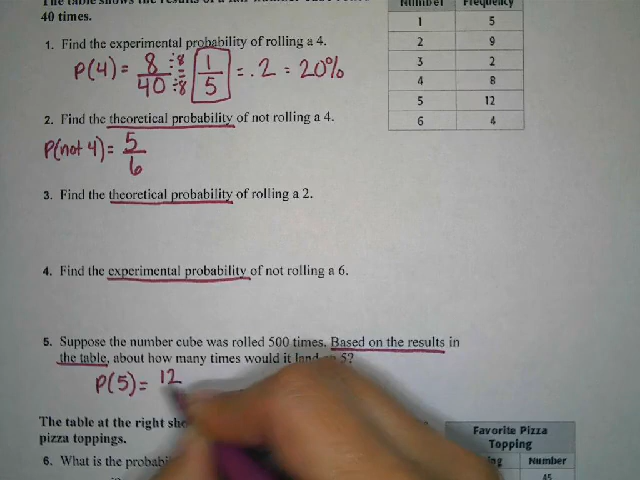 40 times.
Number Frequency
1 5
2 9
3 2
4 8
5 12
6 4
1. Find the experimental probability of rolling a 4.
P(4) = 8/40 ÷8/÷8 = 1/5 = .2 = 20%
2. Find the theoretical probability of not rolling a 4.
P(not 4) = 5/6
3. Find the theoretical probability of rolling a 2.
4. Find the experimental probability of not rolling a 6.
5. Suppose the number cube was rolled 500 times. Based on the results in
the table, about how many times would it land on 5?
P(5) = 12
The table at the right
pizza toppings.
Favorite Pizza
Topping
Number
45
6. What is the